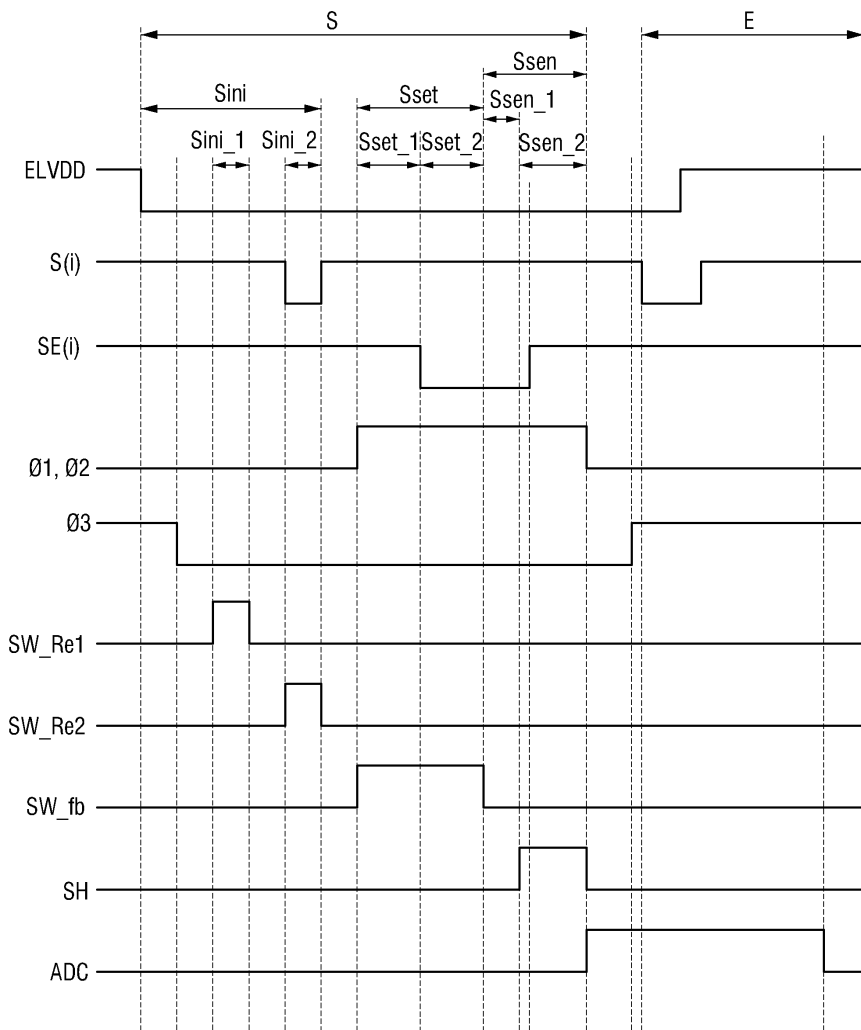 S
E
Ssen
Sini
Sset
Ssen_1
Sini_1
Sini_2
Sset_1
Sset_2
Ssen_2
ELVDD
S(i)
SE(i)
Ø1, Ø2
Ø3
SW_Re1
SW_Re2
SW_fb
SH
ADC